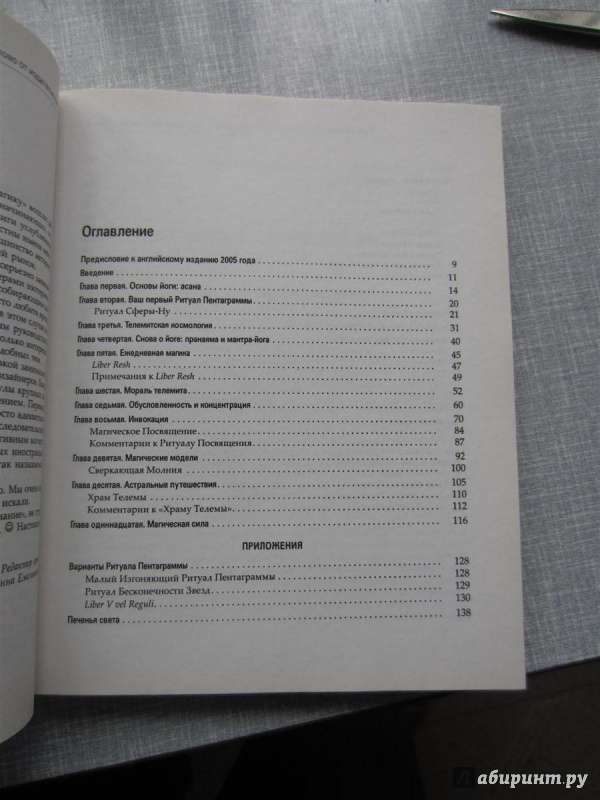 Оглавление
Предисловие к английскому изданию 2005 года 9
Введение 11
Глава первая. Основы йоги: асана 14
Глава вторая. Ваш первый Ритуал Пентаграммы 20
Ритуал Сферы-Ну 21
Глава третья. Телемитская космология 31
Глава четвертая. Снова о йоге: пранаяма и мантра-йога 40
Глава пятая. Ежедневная магика 45
Liber Resh 47
Примечания к Liber Resh 49
Глава шестая. Мораль телемита 52
Глава седьмая. Обусловленность и концентрация 60
Глава восьмая. Инвокация 70
Магическое Посвящение 84
Комментарии к Ритуалу Посвящения 87
Глава девятая. Магические модели 92
Сверкающая Молния 100
Глава десятая. Астральные путешествия 105
Храм Телемы 110
Комментарии к «Храму Телемы» 112
Глава одиннадцатая. Магическая сила 116
ПРИЛОЖЕНИЯ
Варианты Ритуала Пентаграммы 128
Малый Изгоняющий Ритуал Пентаграммы 128
Ритуал Бесконечности Звезд 129
Liber V vel Reguli 130
Печенья света 138
лабиринт.ру